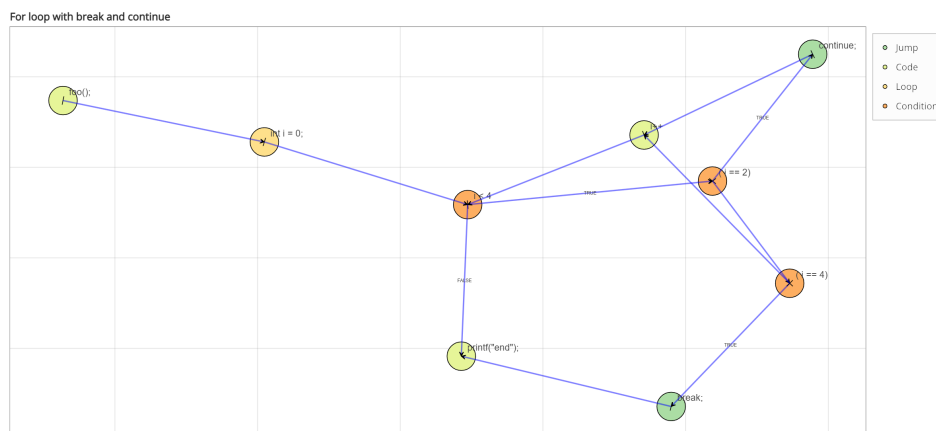 For loop with break and continue
continue;
Jump
Code
Loop
Condition
foo();
int i = 0;
TRUE
( i == 2)
i < 4
TRUE
( i == 4)
FALSE
TRUE
printf("end");
break;